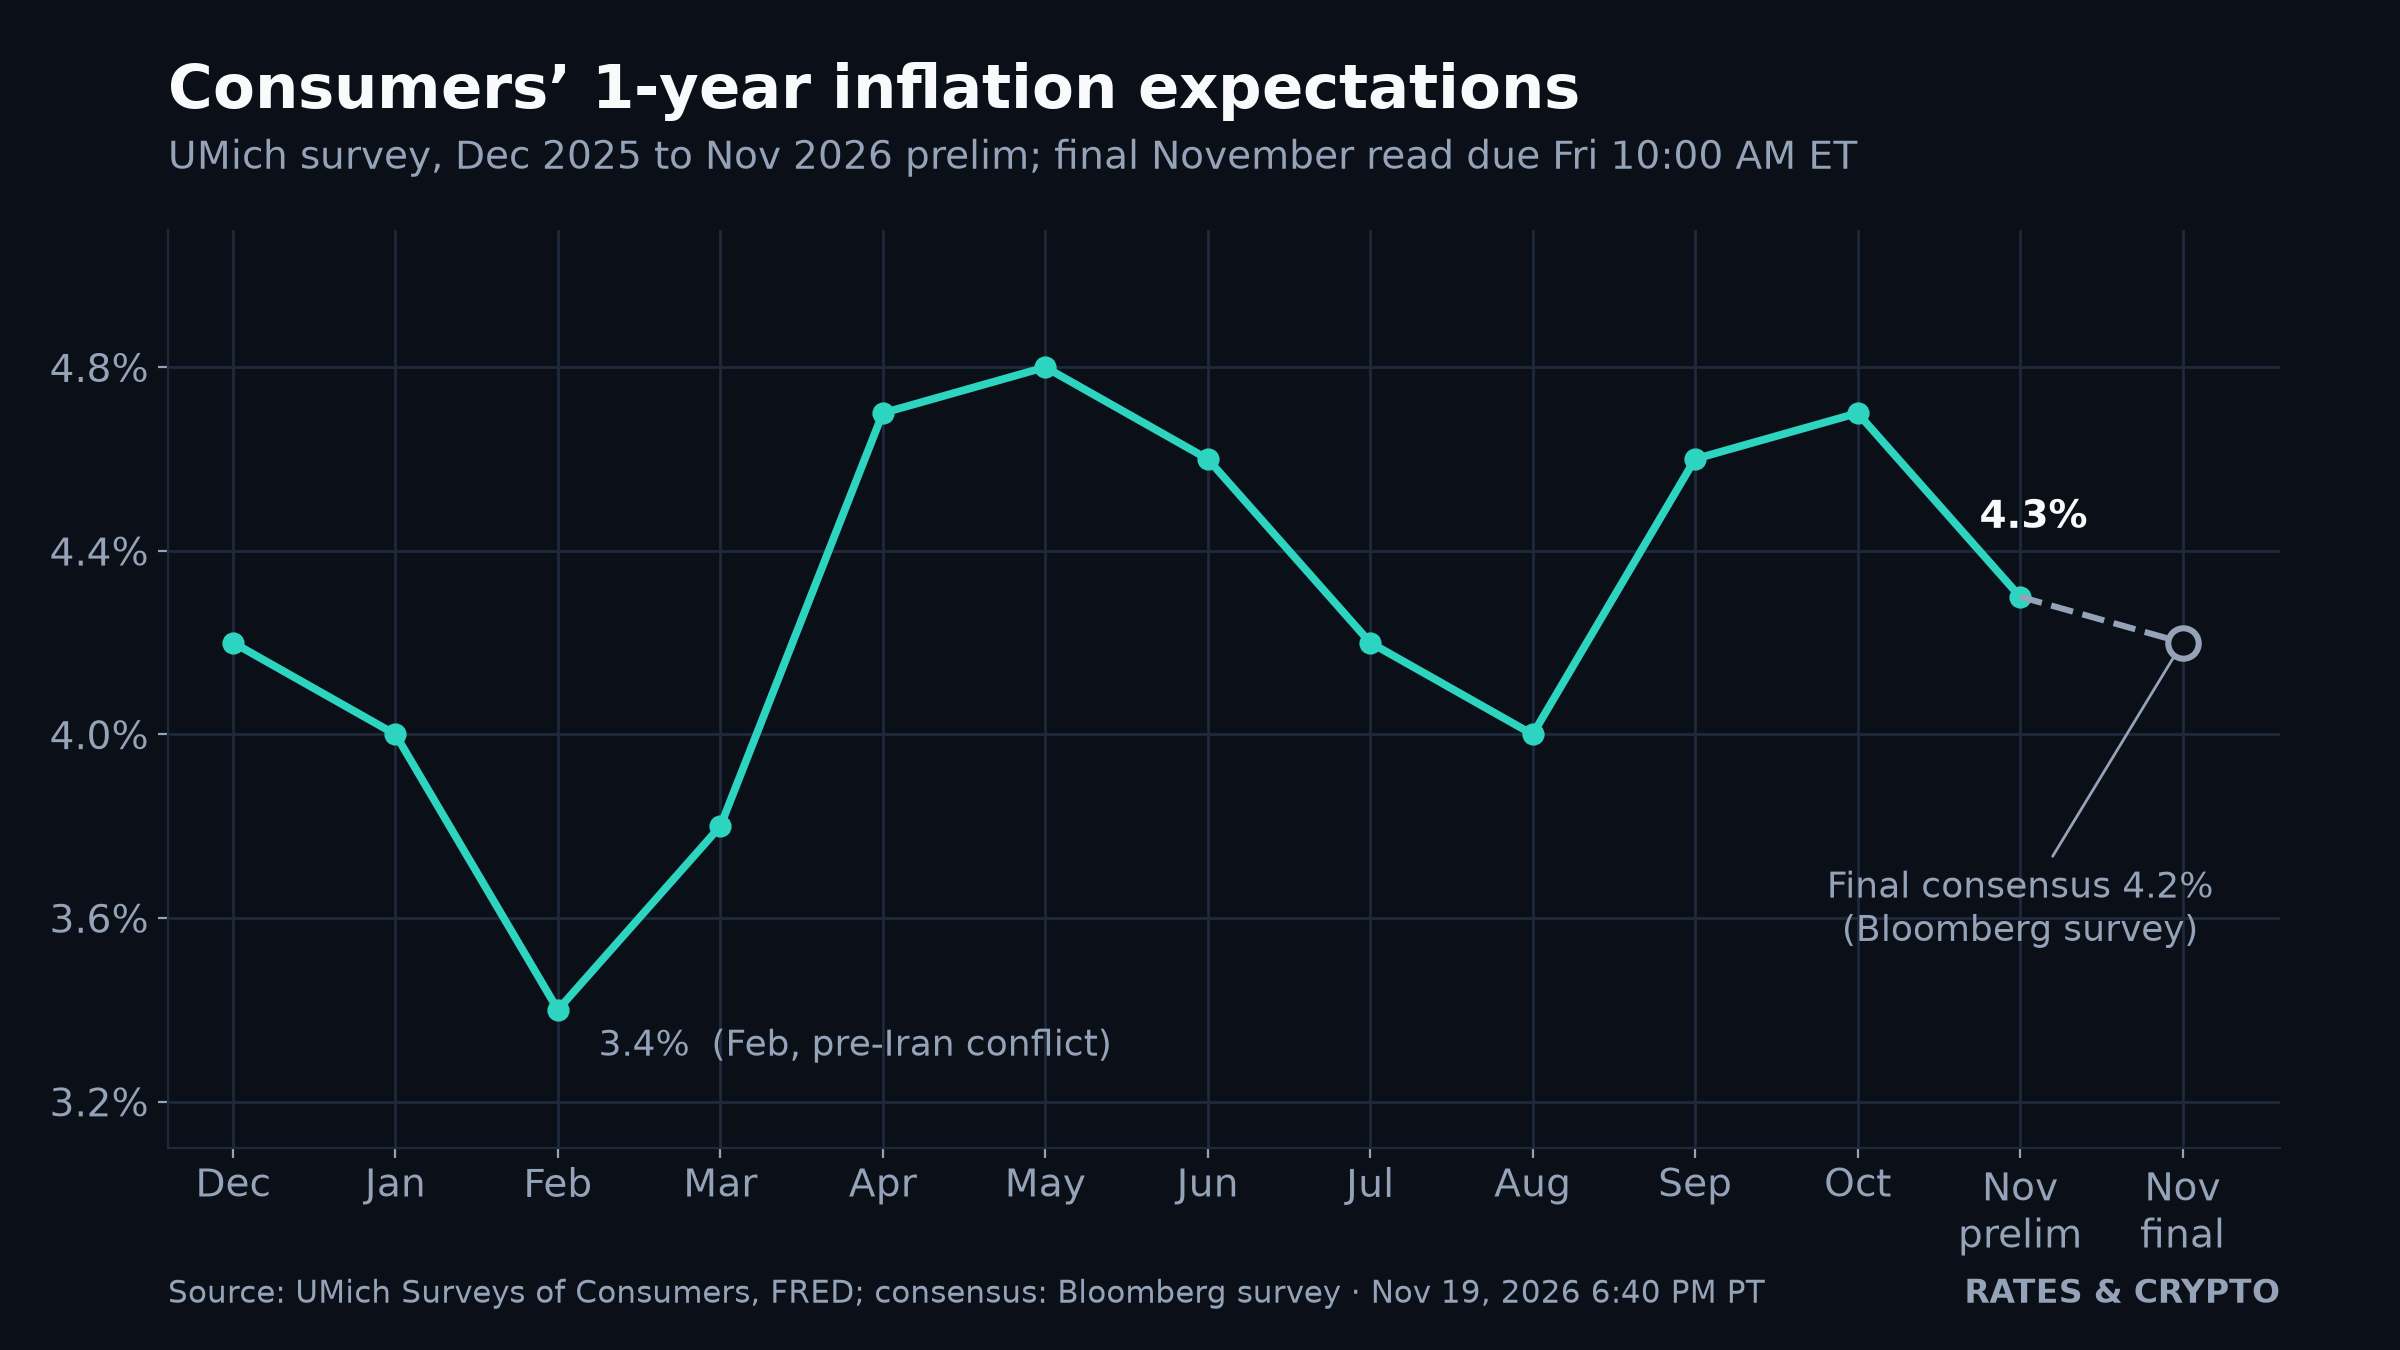 Consumers’ 1-year inflation expectations
UMich survey, Dec 2025 to Nov 2026 prelim; final November read due Fri 10:00 AM ET
4.8%
4.4%
4.0%
3.6%
3.2%
4.3%
Final consensus 4.2%
(Bloomberg survey)
3.4% (Feb, pre-Iran conflict)
Dec Jan Feb Mar Apr May Jun Jul Aug Sep Oct Nov Nov
prelim final
Source: UMich Surveys of Consumers, FRED; consensus: Bloomberg survey · Nov 19, 2026 6:40 PM PT
RATES & CRYPTO